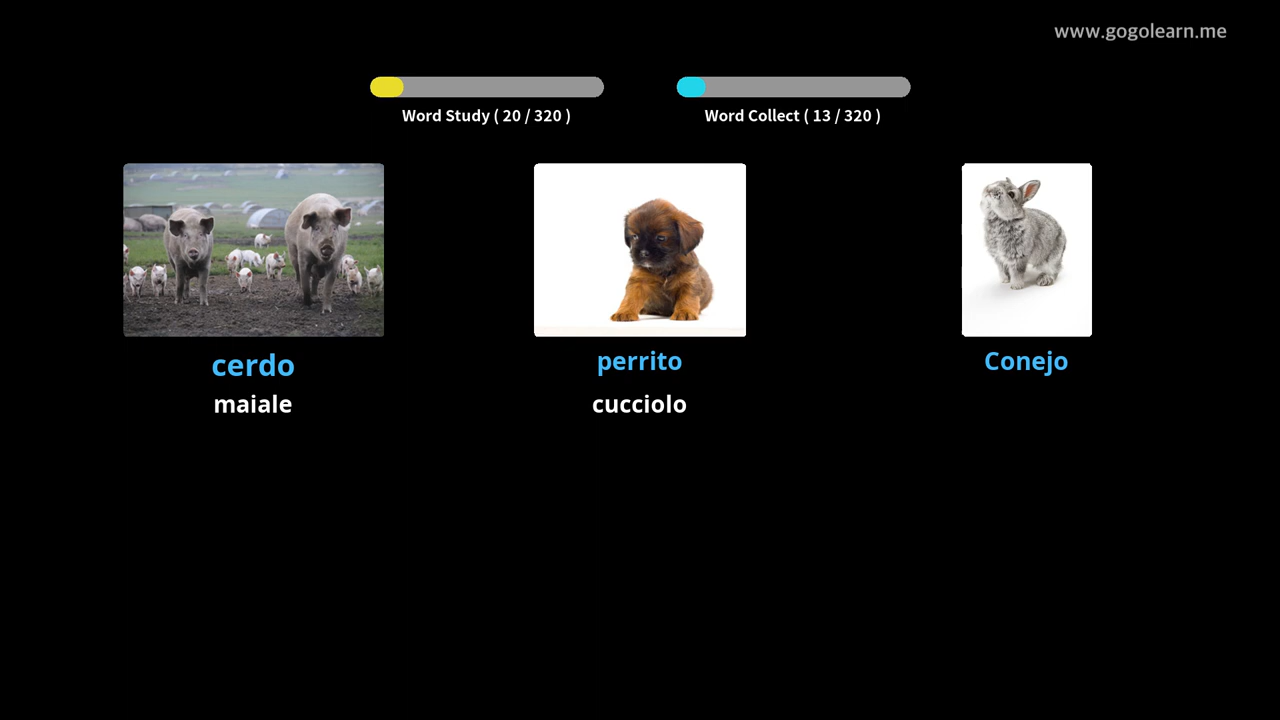 www.gogolearn.me
Word Study ( 20 / 320 )
Word Collect ( 13 / 320 )
cerdo
perrito
Conejo
maiale
cucciolo